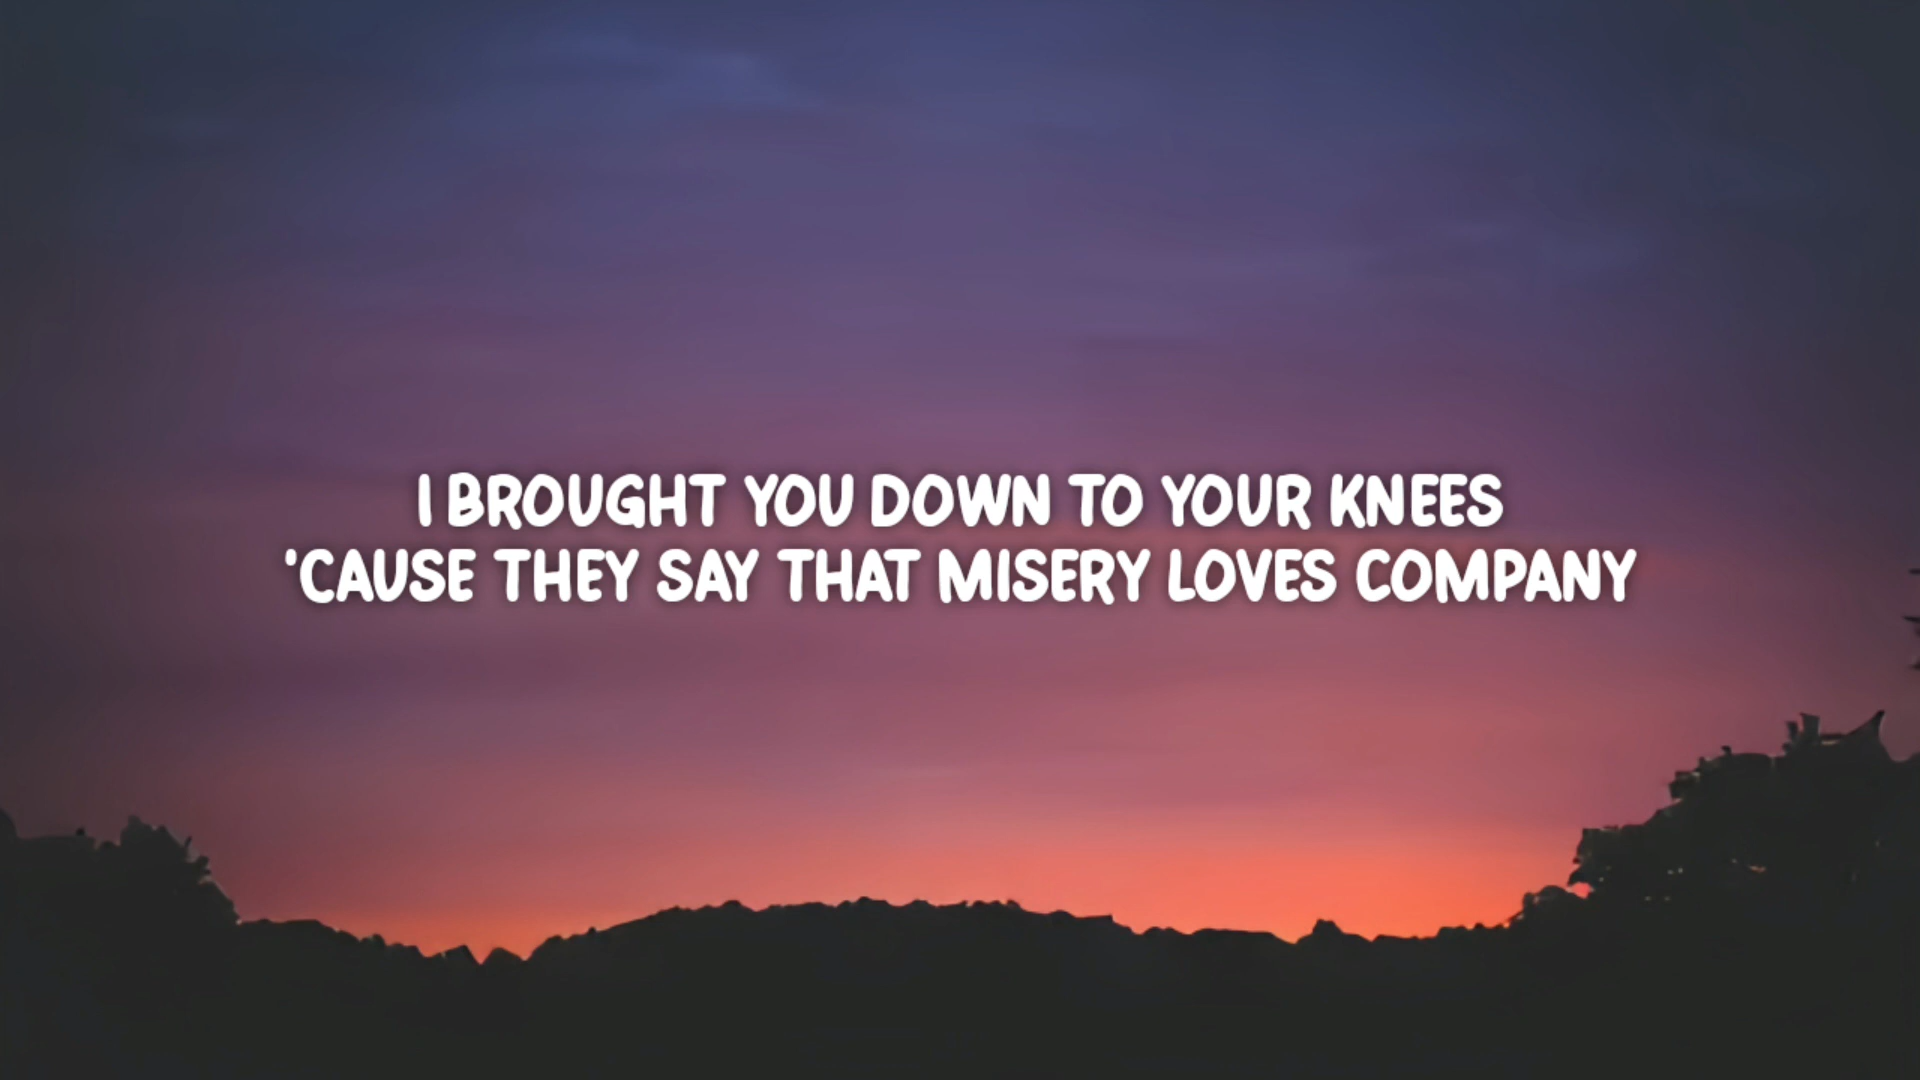 I BROUGHT YOU DOWN TO YOUR KNEES
'CAUSE THEY SAY THAT MISERY LOVES COMPANY